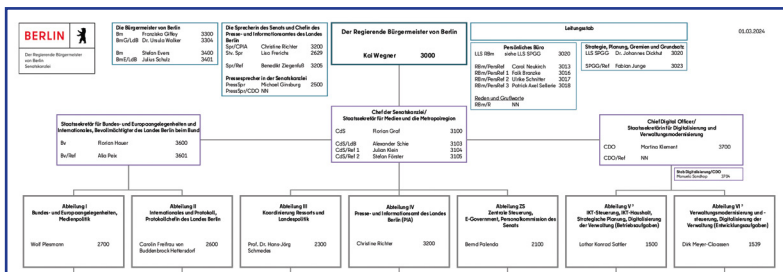 BERLIN
Der Regierende Bürgermeister
von Berlin
Senatskanzlei
Die Bürgermeister von Berlin
Bm Franziska Giffey 3300
BmG/LdB Dr. Ursula Walker 3304
Bm Stefan Evers 3400
BmE/LdB Julius Schulz 3401
Die Sprecherin des Senats und Chefin des
Presse- und Informationsamtes des Landes
Berlin
Spr/CPIA Christine Richter 3200
Stv. Spr Lisa Frerichs 2629
Spr/Ref Benedikt Ziegenfuß 3205
Pressesprecher in der Senatskanzlei
PressSpr Michael Ginsburg 2500
PressSpr/CDO NN
Der Regierende Bürgermeister von Berlin
Kai Wegner 3000
Leitungsstab
Persönliches Büro
LLS RBm siehe SPGG 3020
RBm/PersRef Carol Neukirch 3013
RBm/PersRef 1 Falk Branzke 3016
RBm/PersRef 2 Ulrike Schnitter 3017
RBm/PersRef 3 Patrick Axel Sellerie 3018
Reden und Grußworte
RBm/R NN
Strategie, Planung, Gremien und Grundsatz
LLS SPGG Dr. Johannes Dickhut 3020
SPGG/Ref Fabian Junge 3023
01.03.2024
Staatssekretär für Bundes- und Europaangelegenheiten und
Internationales, Bevollmächtigter des Landes Berlin beim Bund
Bv Florian Hauer 3600
Bv/Ref Alia Peix 3601
Chef der Senatskanzlei/
Staatssekretär für Medien und die Metropolregion
CdS Florian Graf 3100
CdS/LdB Alexander Schie 3103
CdS/Ref 1 Julian Klein 3104
CdS/Ref 2 Stefan Förster 3105
Chief Digital Officer/
Staatssekretärin für Digitalisierung und
Verwaltungsmodernisierung
CDO Martina Klement 3700
CDO/Ref NN
Stab Digitalisierung/CDO
Abteilung I
Bundes- und Europaangelegenheiten,
Medienpolitik
Wolf Plesmann 2700
Abteilung II
Internationales und Protokoll,
Protokollchefin des Landes Berlin
Carolin Freifrau von
Buddenbrock Hettersdorf 2600
Abteilung III
Koordinierung Ressorts und
Landespolitik
Prof. Dr. Hans-Jörg
Schmedes 2300
Abteilung IV
Presse- und Informationsamt des Landes
Berlin (PIA)
Christine Richter 3200
Abteilung ZS
Zentrale Steuerung,
E-Government, Personalkommission des
Senats
Bernd Palenda 2100
Abteilung V
IKT-Steuerung, IKT-Haushalt,
Strategische Planung, Digitalisierung
der Verwaltung (Betriebsaufgaben)
Lothar Konrad Sattler 1500
Abteilung VI
Verwaltungsmodernisierung und -
steuerung, Digitalisierung der
Verwaltung (Entwicklungsaufgaben)
Dirk Meyer-Claassen 1539